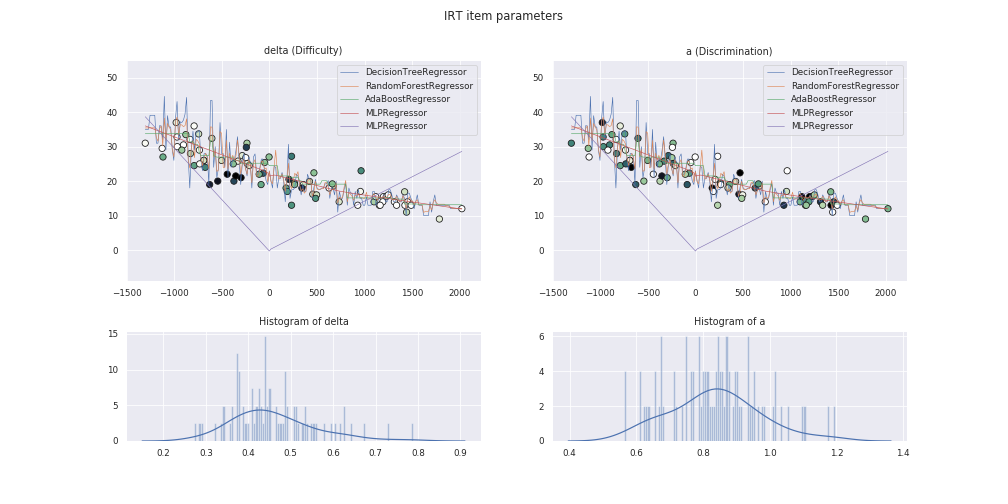 IRT item parameters
delta (Difficulty)
DecisionTreeRegressor
RandomForestRegressor
AdaBoostRegressor
MLPRegressor
MLPRegressor
50
40
30
20
10
0
−1500 −1000 −500 0 500 1000 1500 2000
a (Discrimination)
DecisionTreeRegressor
RandomForestRegressor
AdaBoostRegressor
MLPRegressor
MLPRegressor
50
40
30
20
10
0
−1500 −1000 −500 0 500 1000 1500 2000
Histogram of delta
15
10
5
0
0.2 0.3 0.4 0.5 0.6 0.7 0.8 0.9
Histogram of a
6
4
2
0
0.4 0.6 0.8 1.0 1.2 1.4